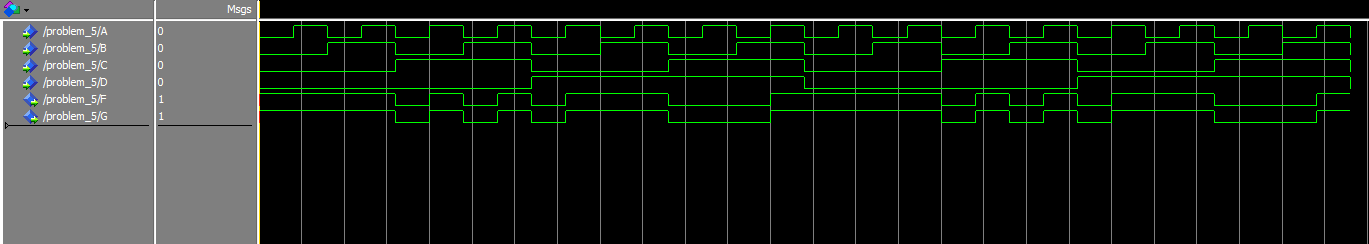 Msgs
/problem_5/A 0
/problem_5/B 0
/problem_5/C 0
/problem_5/D 0
/problem_5/F 1
/problem_5/G 1